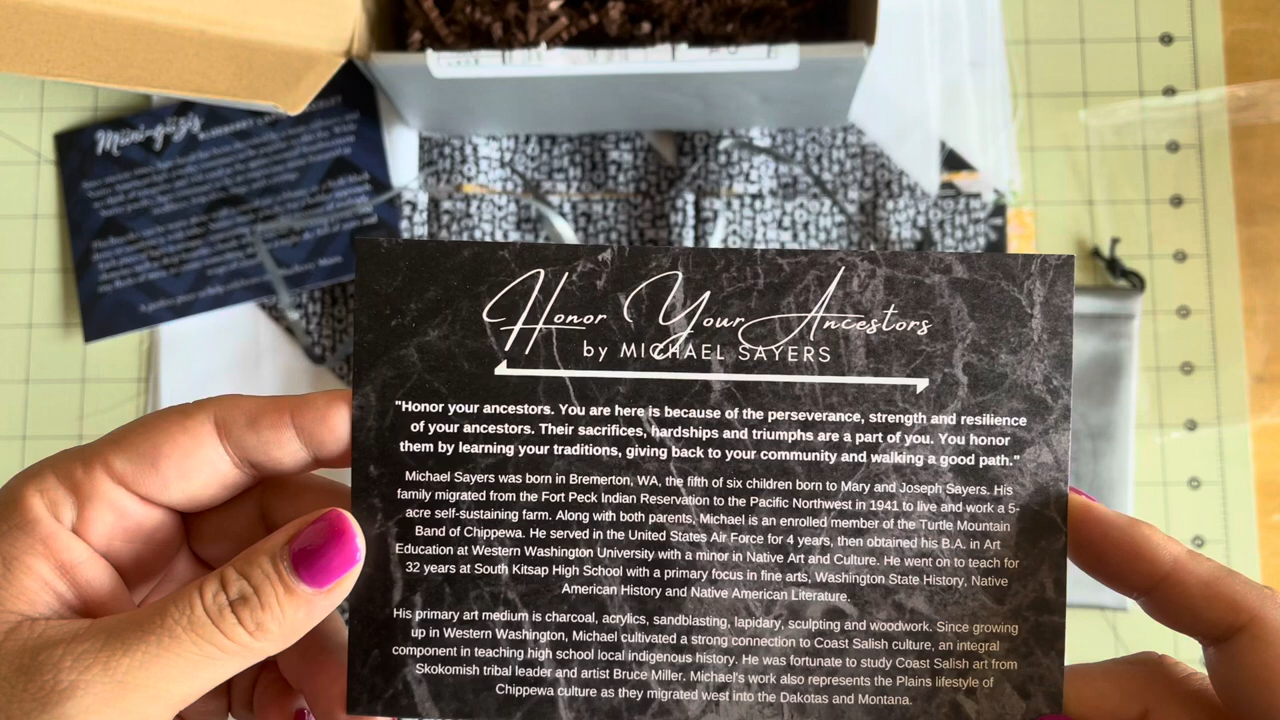 Mini-gizi
Honor Your Ancestors
by MICHAEL SAYERS
"Honor your ancestors. You are here is because of the perseverance, strength and resilience
of your ancestors. Their sacrifices, hardships and triumphs are a part of you. You honor
them by learning your traditions, giving back to your community and walking a good path."
Michael Sayers was born in Bremerton, WA, the fifth of six children born to Mary and Joseph Sayers. His
family migrated from the Fort Peck Indian Reservation to the Pacific Northwest in 1941 to live and work a 5-
acre self-sustaining farm. Along with both parents, Michael is an enrolled member of the Turtle Mountain
Band of Chippewa. He served in the United States Air Force for 4 years, then obtained his B.A. in Art
Education at Western Washington University with a minor in Native Art and Culture. He went on to teach for
32 years at South Kitsap High School with a primary focus in fine arts, Washington State History, Native
American History and Native American Literature.
His primary art medium is charcoal, acrylics, sandblasting, lapidary, sculpting and woodwork. Since growing
up in Western Washington, Michael cultivated a strong connection to Coast Salish culture, an integral
component in teaching high school local indigenous history. He was fortunate to study Coast Salish art from
Skokomish tribal leader and artist Bruce Miller. Michael's work also represents the Plains lifestyle of
Chippewa culture as they migrated west into the Dakotas and Montana.